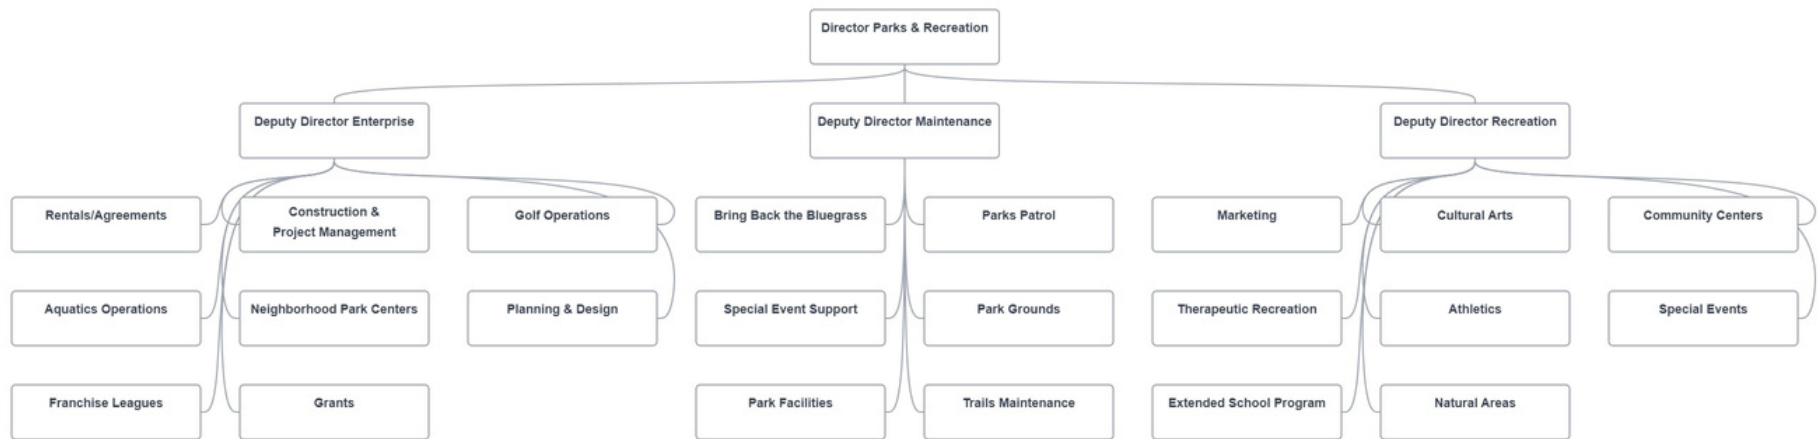 Director Parks & Recreation
Deputy Director Enterprise
Deputy Director Maintenance
Deputy Director Recreation
Rentals/Agreements
Construction &
Project Management
Golf Operations
Bring Back the Bluegrass
Parks Patrol
Marketing
Cultural Arts
Community Centers
Aquatics Operations
Neighborhood Park Centers
Planning & Design
Special Event Support
Park Grounds
Therapeutic Recreation
Athletics
Special Events
Franchise Leagues
Grants
Park Facilities
Trails Maintenance
Extended School Program
Natural Areas